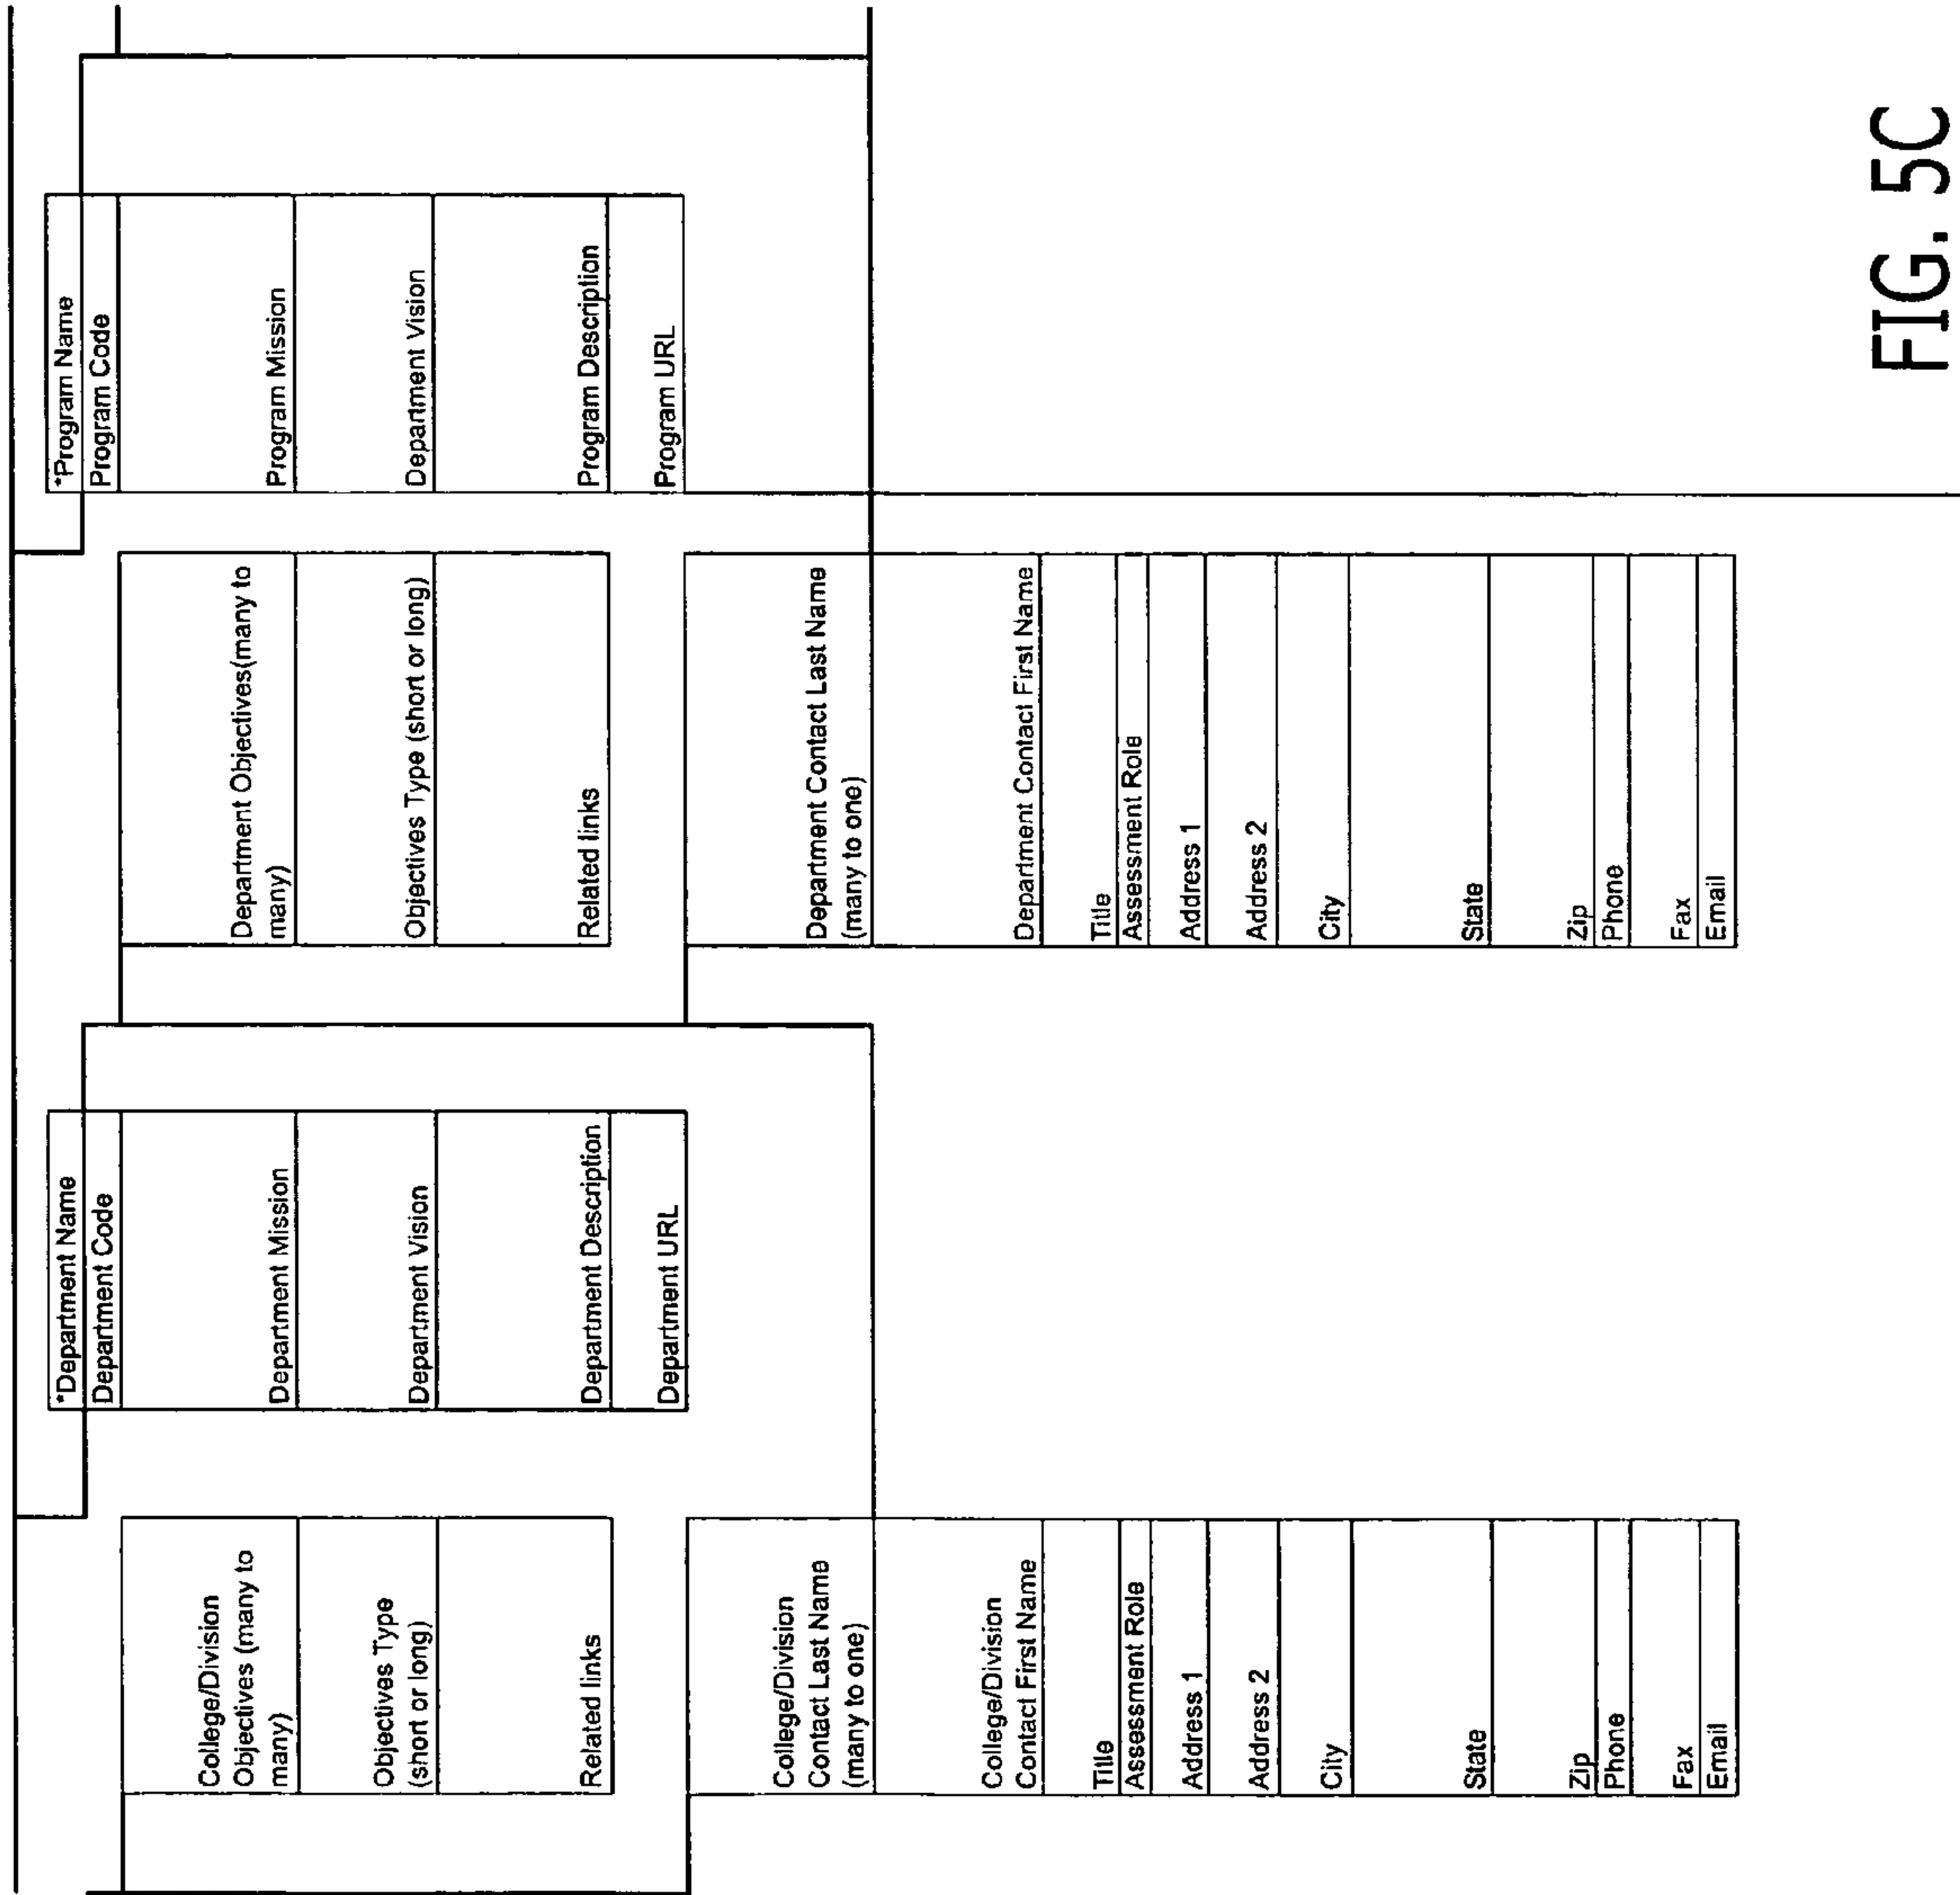 College/Division
Objectives (many to
many)
Objectives Type
(short or long)
Related links
College/Division
Contact Last Name
(many to one)
College/Division
Contact First Name
Title
Assessment Role
Address 1
Address 2
City
State
Zip
Phone
Fax
Email
*Department Name
Department Code
Department Mission
Department Vision
Department Description
Department URL
Department Objectives(many to
many)
Objectives Type (short or long)
Related links
Department Contact Last Name
(many to one)
Department Contact First Name
Title
Assessment Role
Address 1
Address 2
City
State
Zip
Phone
Fax
Email
*Program Name
Program Code
Program Mission
Department Vision
Program Description
Program URL
FIG. 5C